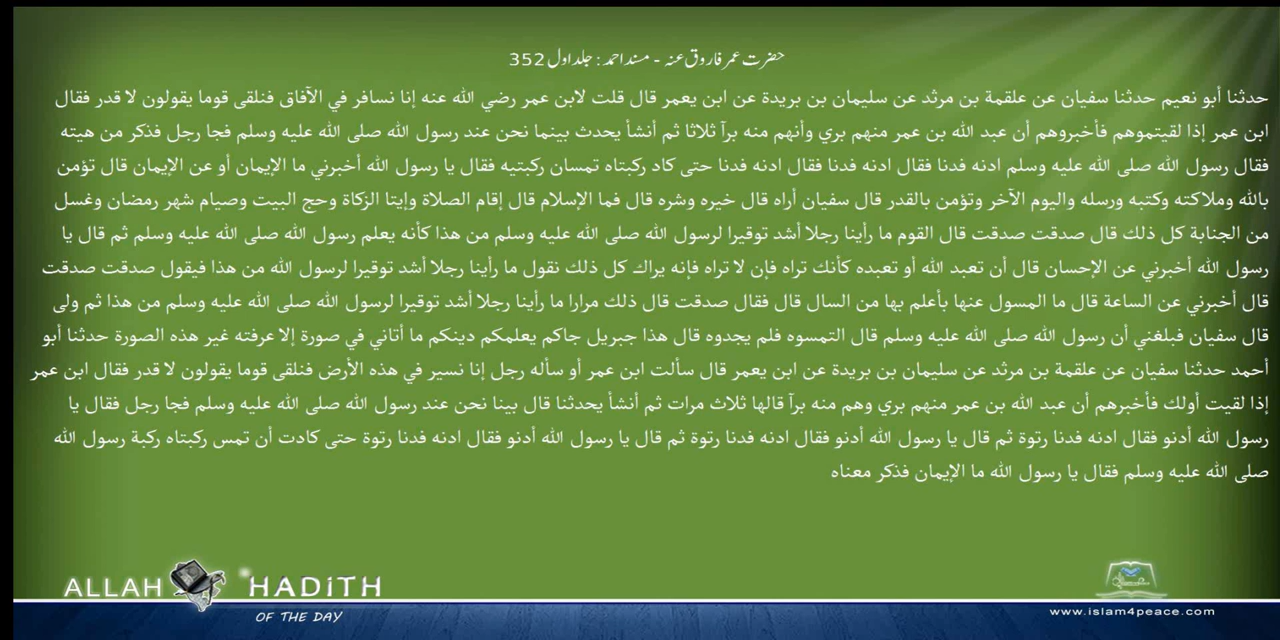 حضرت عمر فاروق عنہ - مسند احمد : جلد اول 352
حدثنا أبو نعيم حدثنا سفيان عن علقمة بن مرثد عن سليمان بن بريدة عن ابن يعمر قال قلت لابن عمر رضي الله عنه إنا نسافر في الآفاق فنلقى قوما يقولون لا قدر فقال
ابن عمر إذا لقيتموهم فأخبروهم أن عبد الله بن عمر منهم بري وأنهم منه برآ ثلاثا ثم أنشأ يحدث بينما نحن عند رسول الله صلى الله عليه وسلم فجا رجل فذكر من هيته
فقال رسول الله صلى الله عليه وسلم ادنه فدنا فقال ادنه فدنا فقال ادنه فدنا حتى كاد ركبتاه تمسان ركبتيه فقال يا رسول الله أخبرني ما الإيمان أو عن الإيمان قال تؤمن
بالله وملاكته وكتبه ورسله واليوم الآخر وتؤمن بالقدر قال سفيان أراه قال خيره وشره قال فما الإسلام قال إقام الصلاة وإيتا الزكاة وحج البيت وصيام شهر رمضان وغسل
من الجنابة كل ذلك قال صدقت صدقت قال القوم ما رأينا رجلا أشد توقيرا لرسول الله صلى الله عليه وسلم من هذا كأنه يعلم رسول الله صلى الله عليه وسلم ثم قال يا
رسول الله أخبرني عن الإحسان قال أن تعبد الله أو تعبده كأنك تراه فإن لا تراه فإنه يراك كل ذلك نقول ما رأينا رجلا أشد توقيرا لرسول الله من هذا فيقول صدقت صدقت
قال أخبرني عن الساعة قال ما المسول عنها بأعلم بها من السال قال فقال صدقت قال ذلك مرارا ما رأينا رجلا أشد توقيرا لرسول الله صلى الله عليه وسلم من هذا ثم ولى
قال سفيان فبلغني أن رسول الله صلى الله عليه وسلم قال التمسوه فلم يجدوه قال هذا جبريل جاكم يعلمكم دينكم ما أتاني في صورة إلا عرفته غير هذه الصورة حدثنا أبو
أحمد حدثنا سفيان عن علقمة بن مرثد عن سليمان بن بريدة عن ابن يعمر قال سألت ابن عمر أو سأله رجل إنا نسير في هذه الأرض فنلقى قوما يقولون لا قدر فقال ابن عمر
إذا لقيت أولك فأخبرهم أن عبد الله بن عمر منهم بري وهم منه برآ قالها ثلاث مرات ثم أنشأ يحدثنا قال بينا نحن عند رسول الله صلى الله عليه وسلم فجا رجل فقال يا
رسول الله أدنو فقال ادنه فدنا رتوة ثم قال يا رسول الله أدنو فقال ادنه فدنا رتوة ثم قال يا رسول الله أدنو فقال ادنه فدنا رتوة حتى كادت أن تمس ركبتاه ركبة رسول الله
صلى الله عليه وسلم فقال يا رسول الله ما الإيمان فذكر معناه
ALLAH HADITH
OF THE DAY
www.islam4peace.com